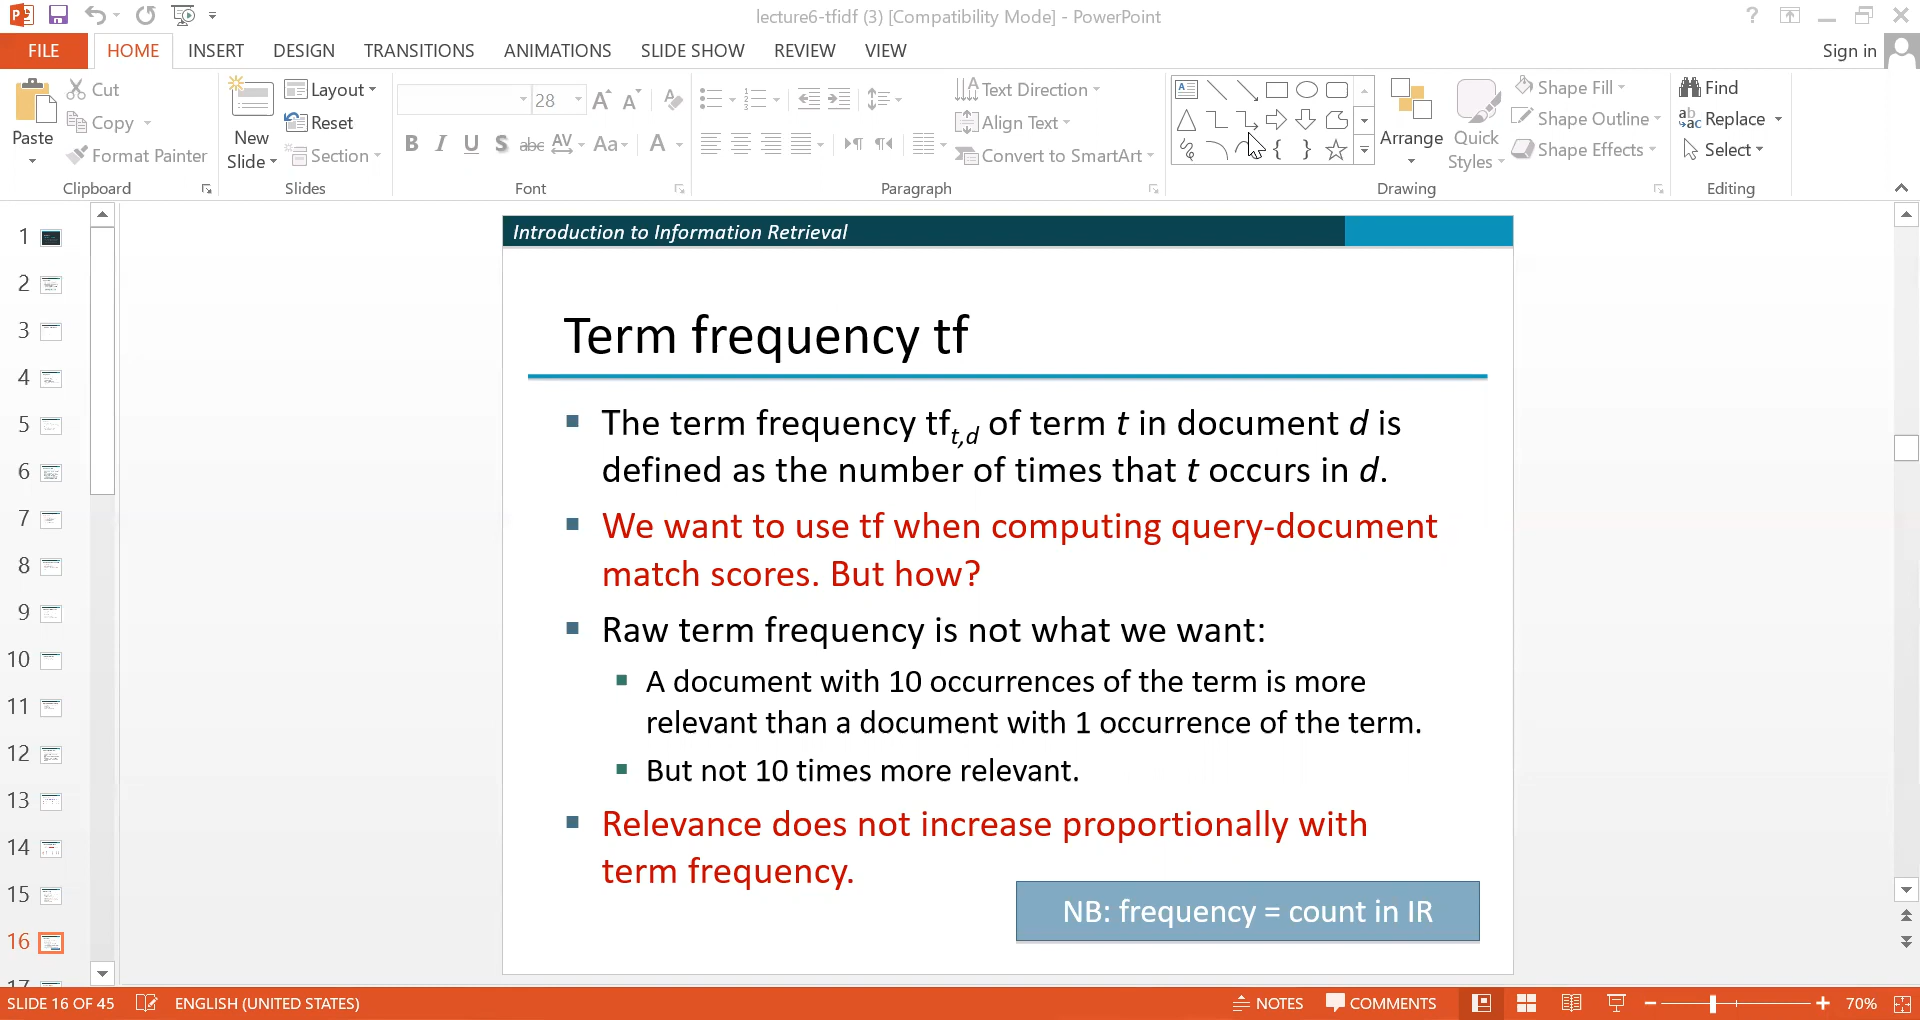 lecture6-tfidf (3) [Compatibility Mode] - PowerPoint
?
FILE HOME INSERT DESIGN TRANSITIONS ANIMATIONS SLIDE SHOW REVIEW VIEW Sign in
Paste
Cut
Copy
Format Painter
Clipboard
New
Slide
Layout
Reset
Section
Slides
28
B I U S abc AV Aa A
Font
Text Direction
Align Text
Convert to SmartArt
Paragraph
Arrange
Quick
Styles
Shape Fill
Shape Outline
Shape Effects
Drawing
Find
Replace
Select
Editing
1
2
3
4
5
6
7
8
9
10
11
12
13
14
15
16
17
Introduction to Information Retrieval
Term frequency tf
The term frequency tft,d of term t in document d is
defined as the number of times that t occurs in d.
We want to use tf when computing query-document
match scores. But how?
Raw term frequency is not what we want:
A document with 10 occurrences of the term is more
relevant than a document with 1 occurrence of the term.
But not 10 times more relevant.
Relevance does not increase proportionally with
term frequency.
NB: frequency = count in IR
SLIDE 16 OF 45 ENGLISH (UNITED STATES) NOTES COMMENTS 70%